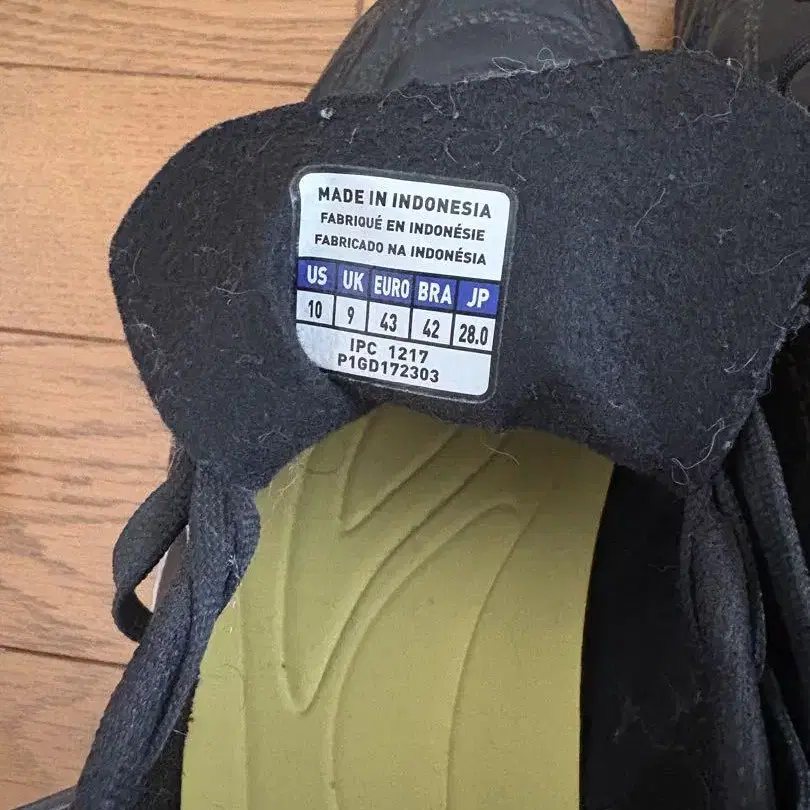 MADE IN INDONESIA
FABRIQUÉ EN INDONÉSIE
FABRICADO NA INDONÉSIA
US UK EURO BRA JP
10 9 43 42 28.0
IPC 1217
P1GD172303